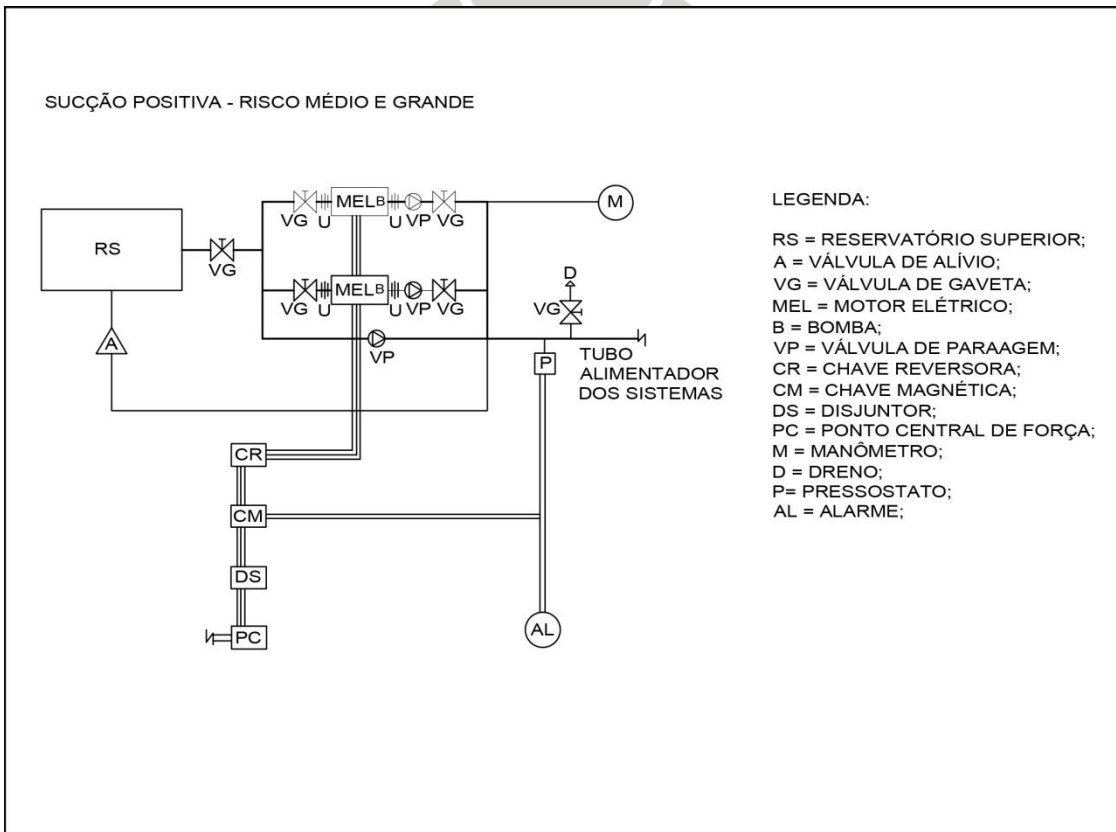 SUCÇÃO POSITIVA - RISCO MÉDIO E GRANDE
RS
VG
VG
U
MELB
U
VP
VG
M
VG
U
MELB
U
VP
VG
VP
A
D
VG
P
TUBO
ALIMENTADOR
DOS SISTEMAS
CR
CM
DS
PC
AL
LEGENDA:
RS = RESERVATÓRIO SUPERIOR;
A = VÁLVULA DE ALÍVIO;
VG = VÁLVULA DE GAVETA;
MEL = MOTOR ELÉTRICO;
B = BOMBA;
VP = VÁLVULA DE PARAAGEM;
CR = CHAVE REVERSORA;
CM = CHAVE MAGNÉTICA;
DS = DISJUNTOR;
PC = PONTO CENTRAL DE FORÇA;
M = MANÔMETRO;
D = DRENO;
P= PRESSOSTATO;
AL = ALARME;